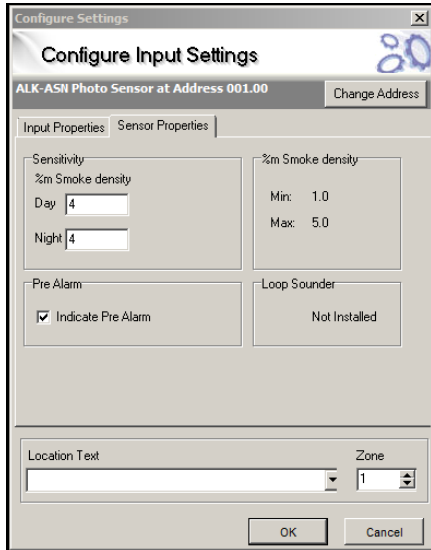 Configure Settings
Configure Input Settings
ALK-ASN Photo Sensor at Address 001.00
Change Address
Input Properties
Sensor Properties
Sensitivity
%m Smoke density
Day 4
Night 4
%m Smoke density
Min: 1.0
Max: 5.0
Pre Alarm
Indicate Pre Alarm
Loop Sounder
Not Installed
Location Text
Zone
1
OK
Cancel